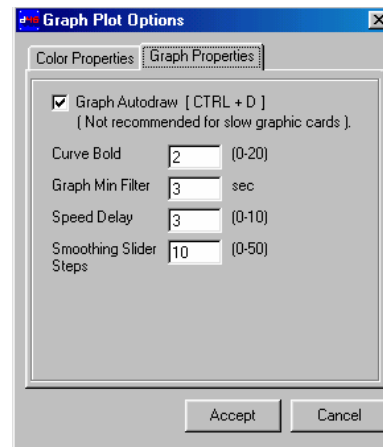 Graph Plot Options
Color Properties Graph Properties
Graph Autodraw [ CTRL + D ]
( Not recommended for slow graphic cards ).
Curve Bold 2 (0-20)
Graph Min Filter 3 sec
Speed Delay 3 (0-10)
Smoothing Slider 10 (0-50)
Steps
Accept Cancel